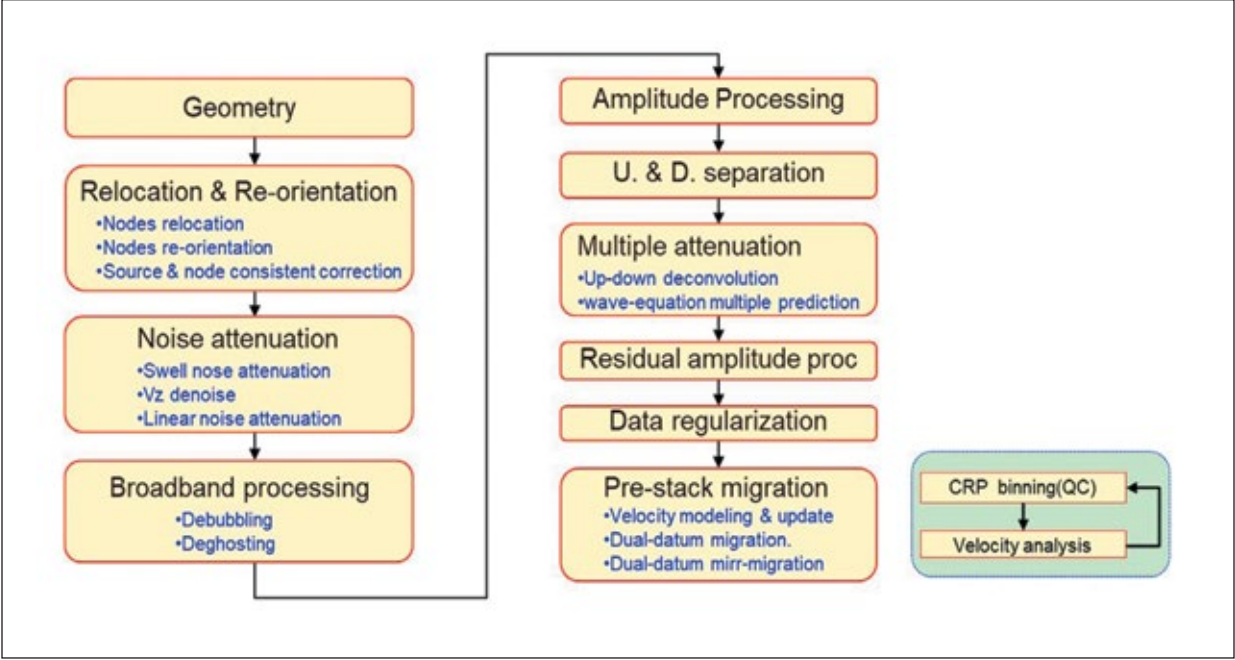 Geometry
Relocation & Re-orientation
•Nodes relocation
•Nodes re-orientation
•Source & node consistent correction
Noise attenuation
•Swell nose attenuation
•Vz denoise
•Linear noise attenuation
Broadband processing
•Debubbling
•Deghosting
Amplitude Processing
U. & D. separation
Multiple attenuation
•Up-down deconvolution
•wave-equation multiple prediction
Residual amplitude proc
Data regularization
Pre-stack migration
•Velocity modeling & update
•Dual-datum migration.
•Dual-datum mirr-migration
CRP binning(QC)
Velocity analysis